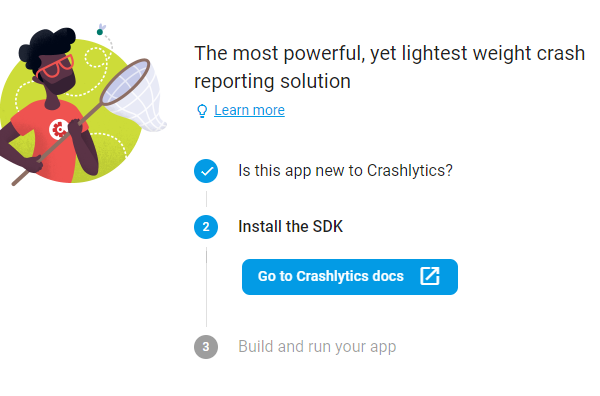 The most powerful, yet lightest weight crash
reporting solution
Learn more
Is this app new to Crashlytics?
2
Install the SDK
Go to Crashlytics docs
3
Build and run your app